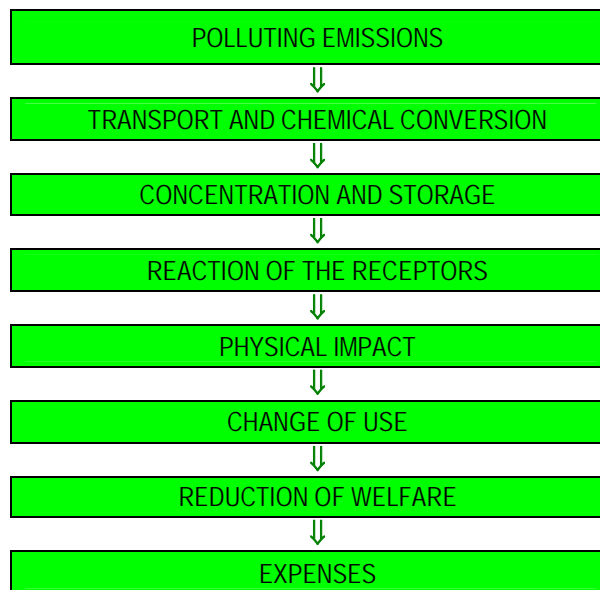 POLLUTING EMISSIONS
TRANSPORT AND CHEMICAL CONVERSION
CONCENTRATION AND STORAGE
REACTION OF THE RECEPTORS
PHYSICAL IMPACT
CHANGE OF USE
REDUCTION OF WELFARE
EXPENSES